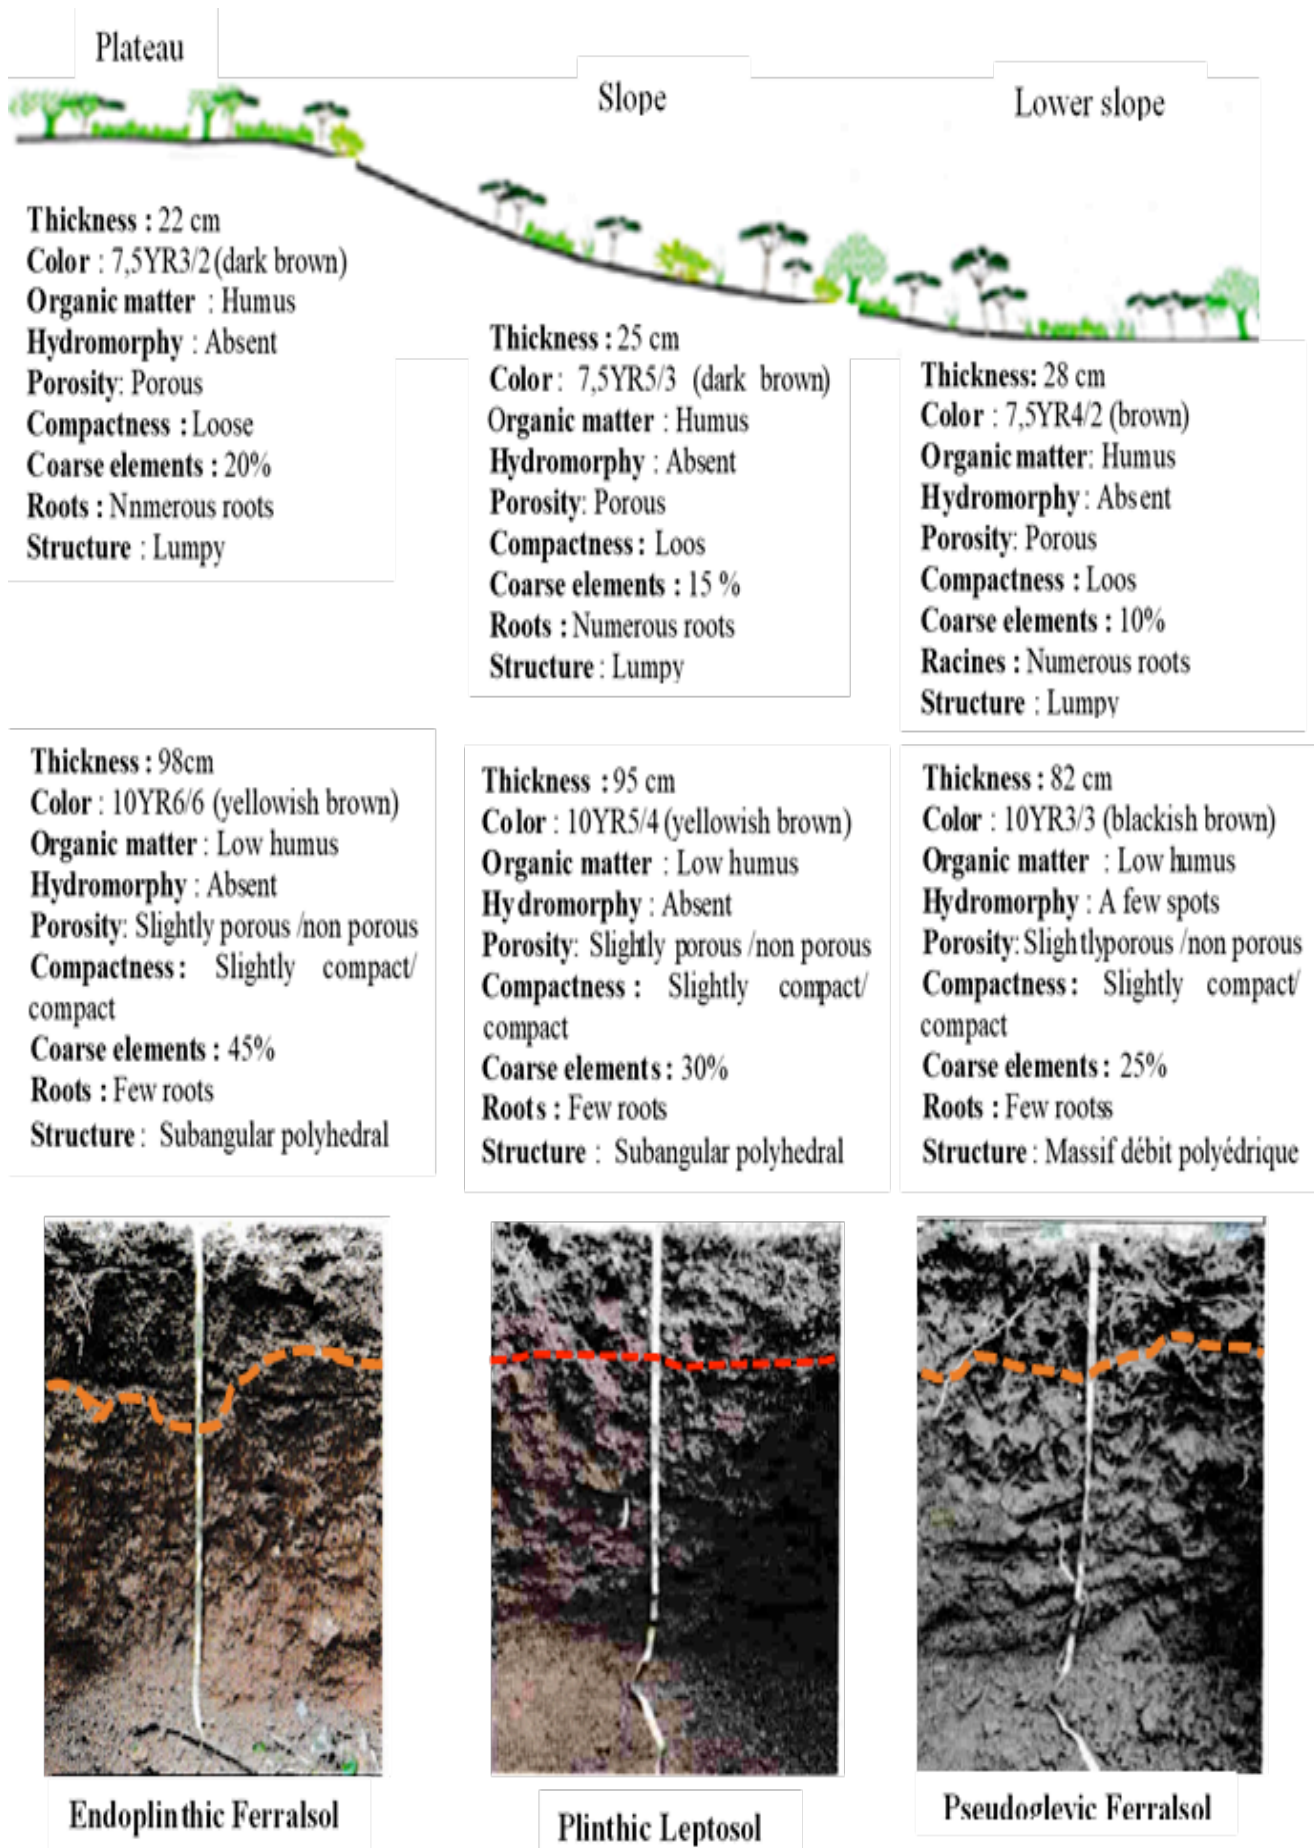 Plateau
Slope
Lower slope
Thickness : 22 cm
Color : 7,5YR3/2 (dark brown)
Organic matter : Humus
Hydromorphy : Absent
Porosity: Porous
Compactness : Loose
Coarse elements : 20%
Roots : Nnmerous roots
Structure : Lumpy
Thickness : 25 cm
Color : 7,5YR5/3 (dark brown)
Organic matter : Humus
Hydromorphy : Absent
Porosity: Porous
Compactness : Loos
Coarse elements : 15 %
Roots : Numerous roots
Structure : Lumpy
Thickness: 28 cm
Color : 7,5YR4/2 (brown)
Organic matter: Humus
Hydromorphy : Absent
Porosity: Porous
Compactness : Loos
Coarse elements : 10%
Racines : Numerous roots
Structure : Lumpy
Thickness : 98cm
Color : 10YR6/6 (yellowish brown)
Organic matter : Low humus
Hydromorphy : Absent
Porosity: Slightly porous /non porous
Compactness : Slightly compact/
compact
Coarse elements : 45%
Roots : Few roots
Structure : Subangular polyhedral
Thickness : 95 cm
Color : 10YR5/4 (yellowish brown)
Organic matter : Low humus
Hydromorphy : Absent
Porosity: Slightly porous /non porous
Compactness : Slightly compact/
compact
Coarse elements : 30%
Roots : Few roots
Structure : Subangular polyhedral
Thickness : 82 cm
Color : 10YR3/3 (blackish brown)
Organic matter : Low humus
Hydromorphy : A few spots
Porosity: Slightlyporous /non porous
Compactness : Slightly compact/
compact
Coarse elements : 25%
Roots : Few rootss
Structure : Massif débit polyédrique
Endoplinthic Ferralsol
Plinthic Leptosol
Pseudogleyic Ferralsol